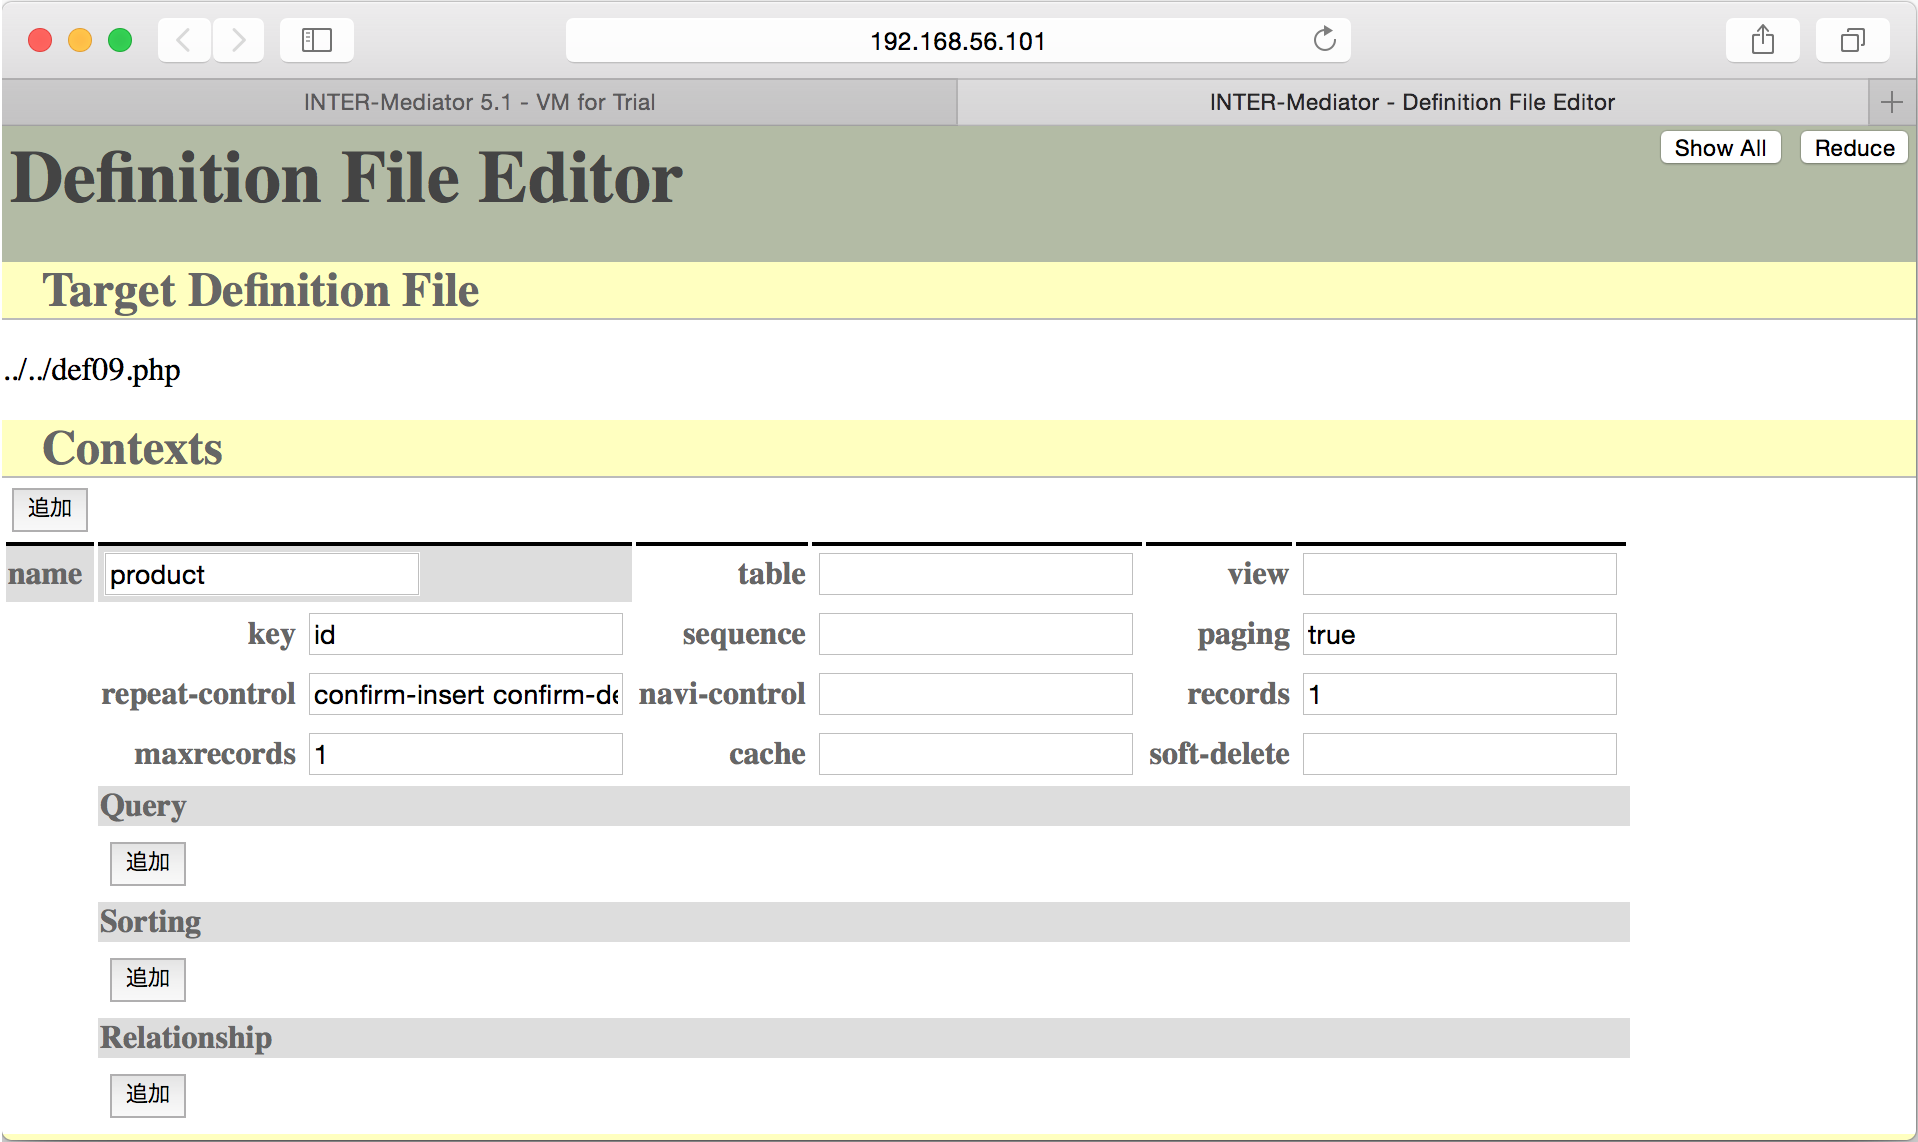 192.168.56.101
INTER-Mediator 5.1 - VM for Trial
INTER-Mediator - Definition File Editor
Show All
Reduce
Definition File Editor
Target Definition File
../../def09.php
Contexts
追加
name product table view
key id sequence paging true
repeat-control confirm-insert navi-control records 1
maxrecords 1 cache soft-delete
Query
追加
Sorting
追加
Relationship
追加